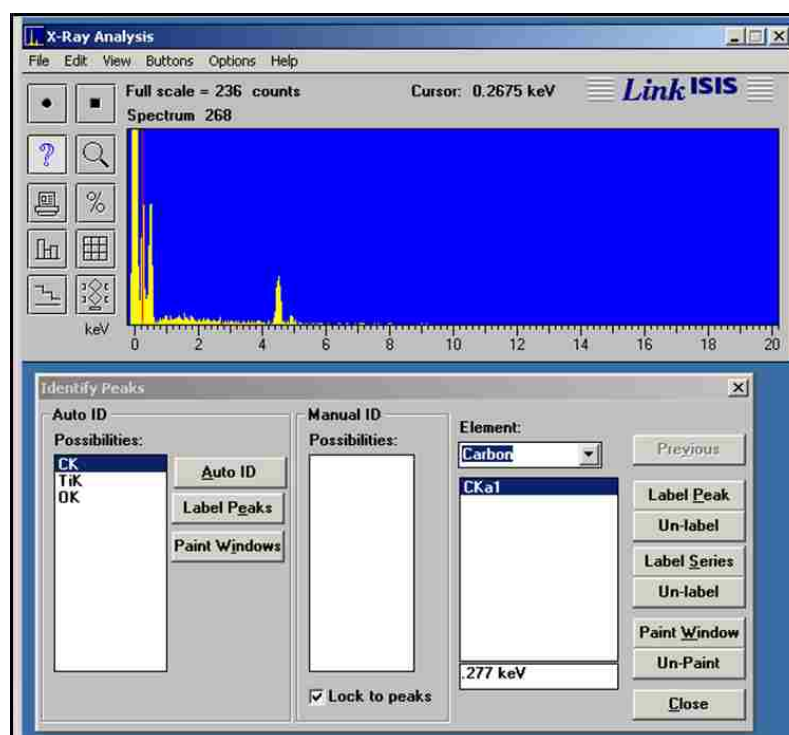 X-Ray Analysis
File Edit View Buttons Options Help
Full scale = 236 counts Cursor: 0.2675 keV Link ISIS
Spectrum 268
?
%
keV
0 2 4 6 8 10 12 14 16 18 20
Identify Peaks
Auto ID
Possibilities:
CK
TiK
OK
Auto ID
Label Peaks
Paint Windows
Manual ID
Possibilities:
Lock to peaks
Element:
Carbon
CKa1
.277 keV
Previous
Label Peak
Un-label
Label Series
Un-label
Paint Window
Un-Paint
Close